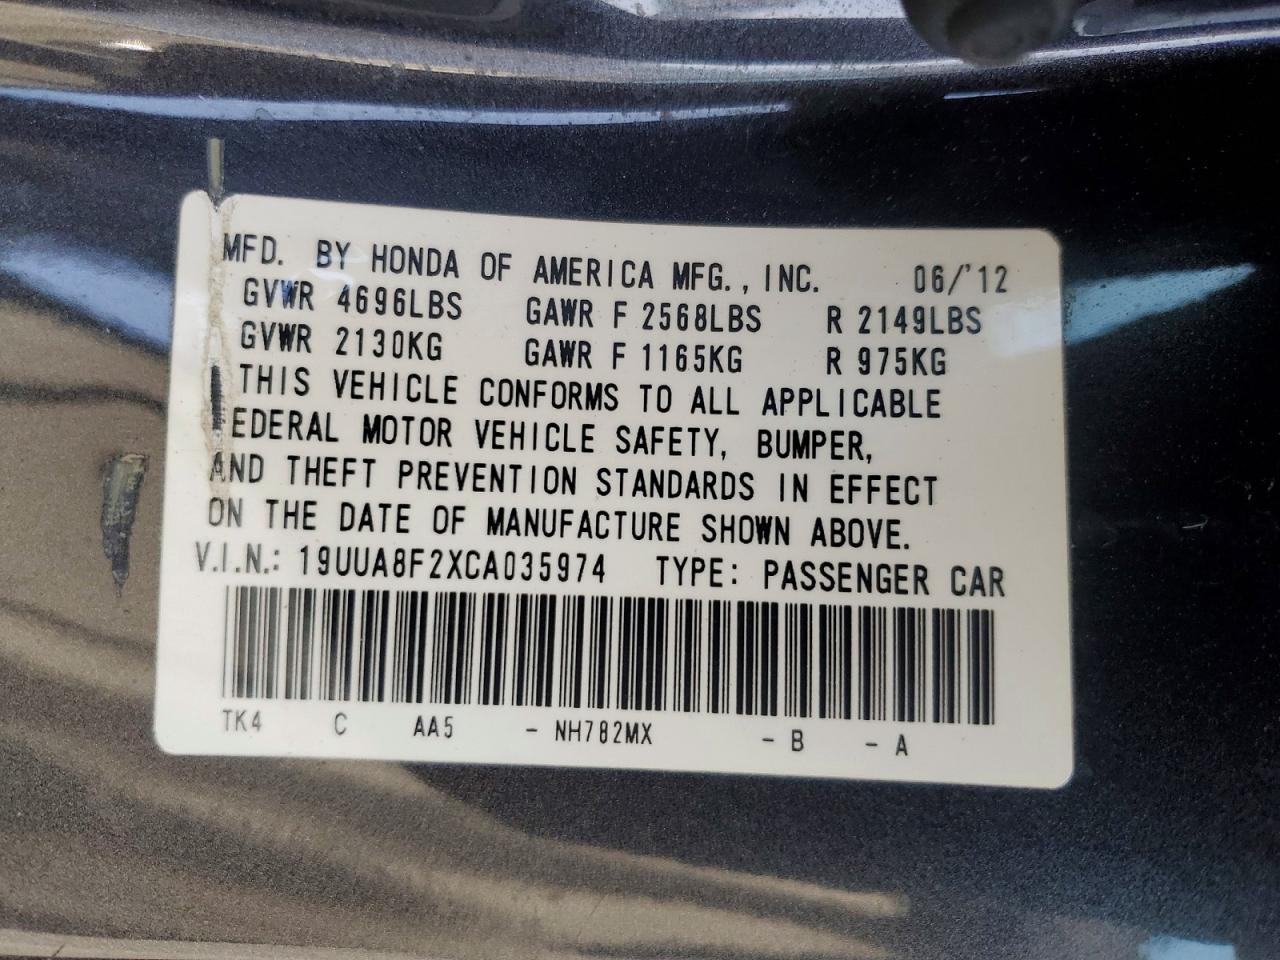 MFD. BY HONDA OF AMERICA MFG., INC. 06/'12
GVWR 4696LBS GAWR F 2568LBS R 2149LBS
GVWR 2130KG GAWR F 1165KG R 975KG
THIS VEHICLE CONFORMS TO ALL APPLICABLE
FEDERAL MOTOR VEHICLE SAFETY, BUMPER,
AND THEFT PREVENTION STANDARDS IN EFFECT
ON THE DATE OF MANUFACTURE SHOWN ABOVE.
V.I.N.: 19UUA8F2XCA035974 TYPE: PASSENGER CAR
TK4 C AA5 - NH782MX - B - A